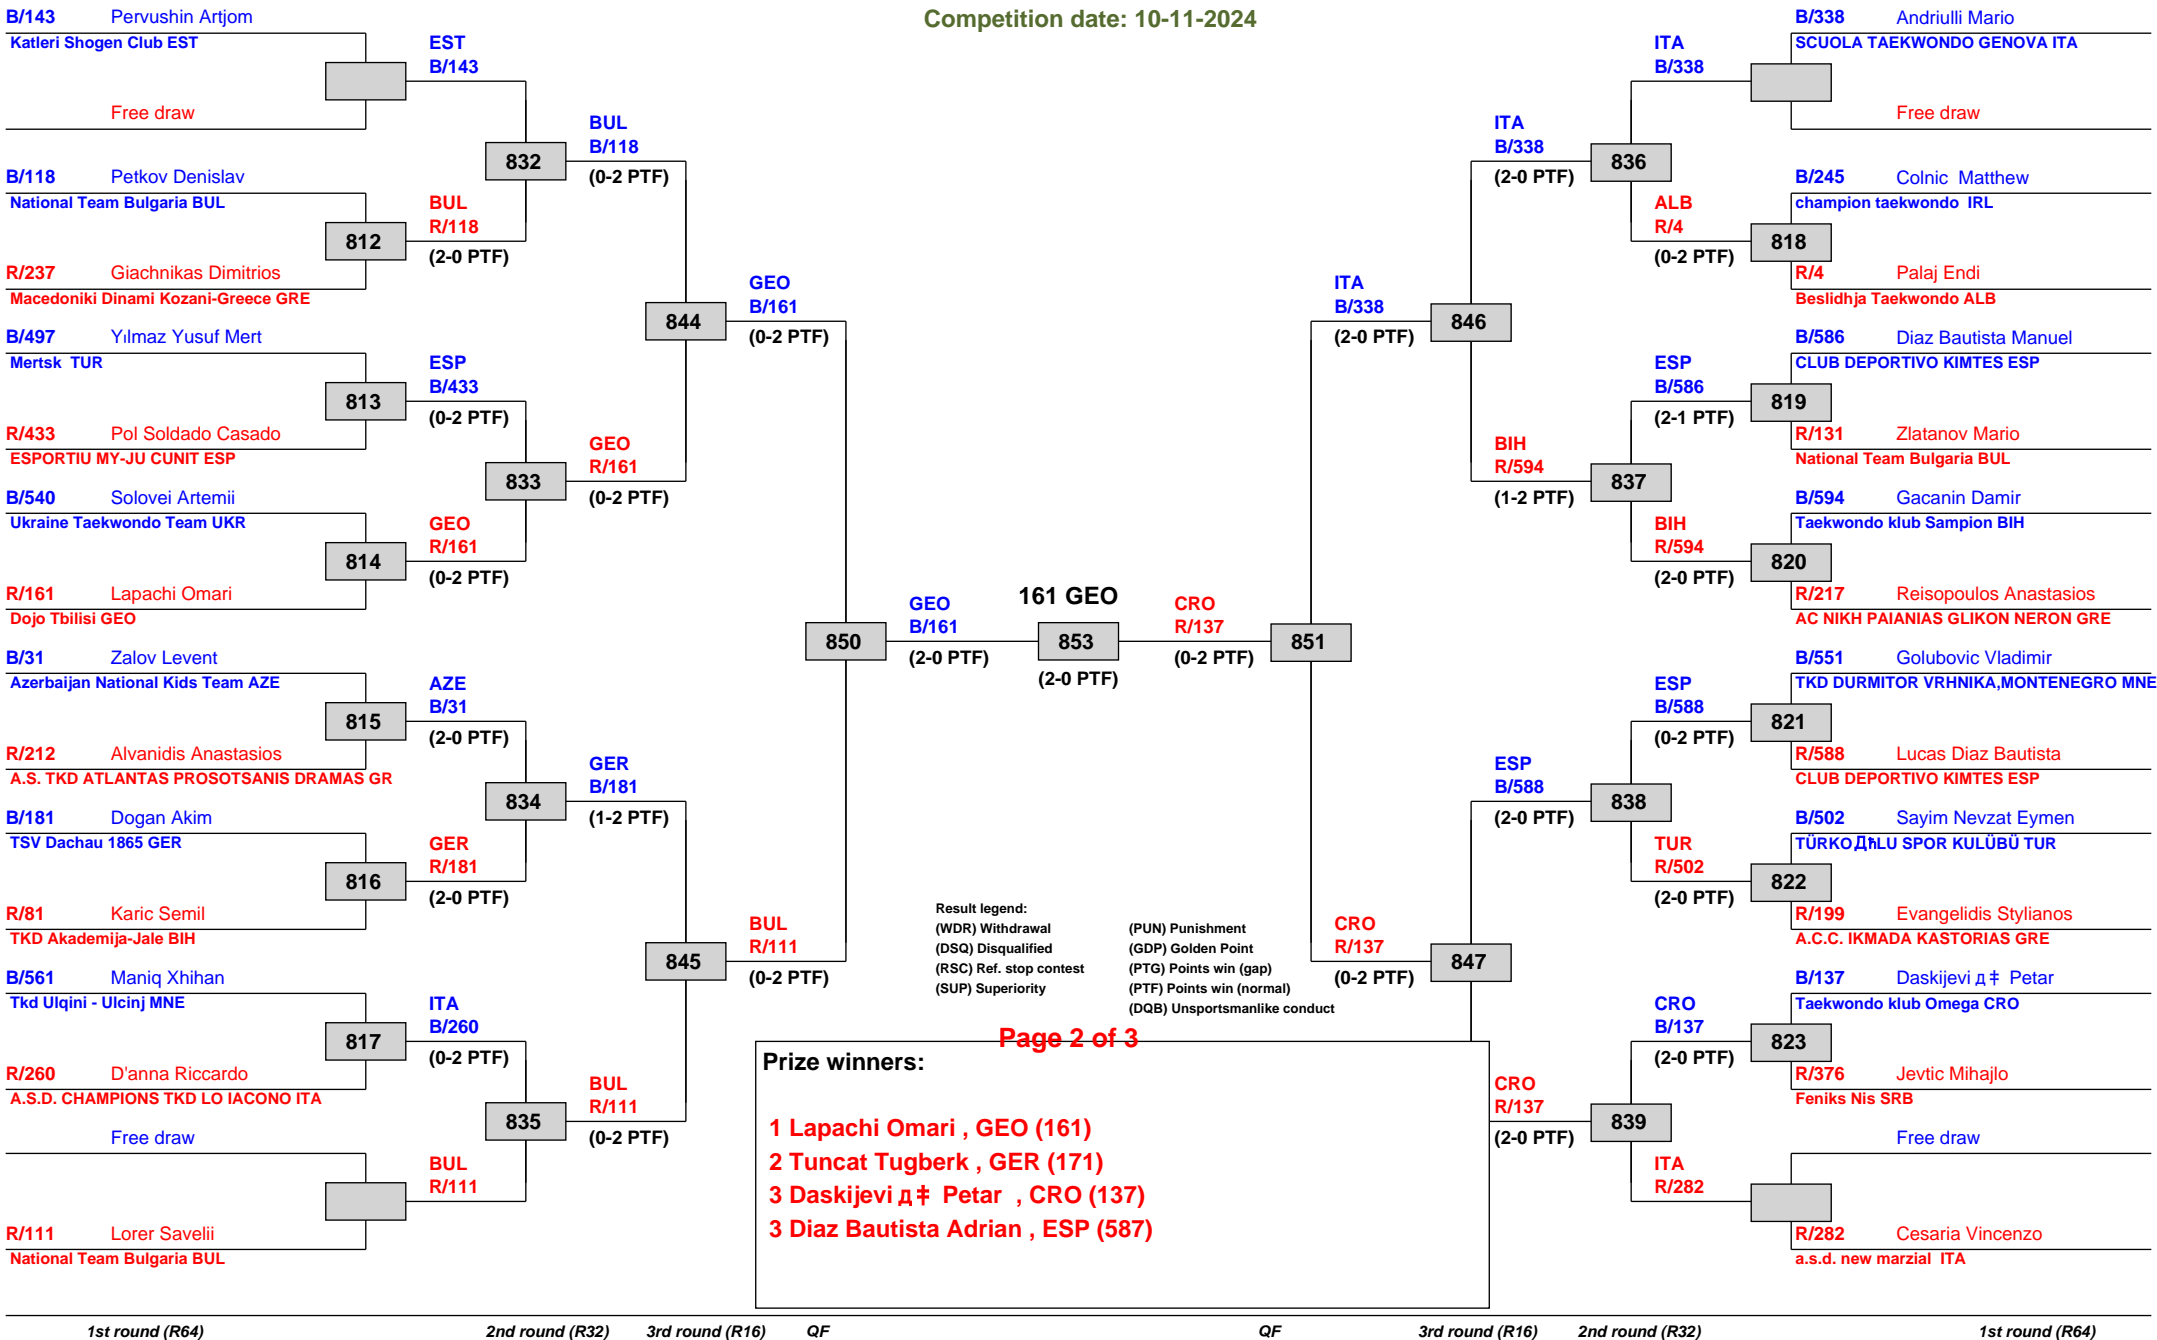 Competition date: 10-11-2024
B/143 Pervushin Artjom
Katleri Shogen Club EST
Free draw
EST
B/143
B/118 Petkov Denislav
National Team Bulgaria BUL
812
R/237 Giachnikas Dimitrios
Macedoniki Dinami Kozani-Greece GRE
BUL
R/118
(2-0 PTF)
832
BUL
B/118
(0-2 PTF)
B/497 Yılmaz Yusuf Mert
Mertsk TUR
813
R/433 Pol Soldado Casado
ESPORTIU MY-JU CUNIT ESP
ESP
B/433
(0-2 PTF)
B/540 Solovei Artemii
Ukraine Taekwondo Team UKR
814
R/161 Lapachi Omari
Dojo Tbilisi GEO
GEO
R/161
(0-2 PTF)
833
GEO
R/161
(0-2 PTF)
844
GEO
B/161
(0-2 PTF)
B/31 Zalov Levent
Azerbaijan National Kids Team AZE
815
R/212 Alvanidis Anastasios
A.S. TKD ATLANTAS PROSOTSANIS DRAMAS GR
AZE
B/31
(2-0 PTF)
B/181 Dogan Akim
TSV Dachau 1865 GER
816
R/81 Karic Semil
TKD Akademija-Jale BIH
GER
R/181
(2-0 PTF)
834
GER
B/181
(1-2 PTF)
B/561 Maniq Xhihan
Tkd Ulqini - Ulcinj MNE
817
R/260 D'anna Riccardo
A.S.D. CHAMPIONS TKD LO IACONO ITA
ITA
B/260
(0-2 PTF)
Free draw
R/111 Lorer Savelii
National Team Bulgaria BUL
BUL
R/111
835
BUL
R/111
(0-2 PTF)
845
BUL
R/111
(0-2 PTF)
850
GEO
B/161
(2-0 PTF)
161 GEO
853
(2-0 PTF)
CRO
R/137
(0-2 PTF)
851
ITA
B/338
(2-0 PTF)
846
ITA
B/338
(2-0 PTF)
836
ITA
B/338
B/338 Andriulli Mario
SCUOLA TAEKWONDO GENOVA ITA
Free draw
B/245 Colnic Matthew
champion taekwondo IRL
818
R/4 Palaj Endi
Beslidhja Taekwondo ALB
ALB
R/4
(0-2 PTF)
B/586 Diaz Bautista Manuel
CLUB DEPORTIVO KIMTES ESP
819
R/131 Zlatanov Mario
National Team Bulgaria BUL
ESP
B/586
(2-1 PTF)
BIH
R/594
(1-2 PTF)
837
B/594 Gacanin Damir
Taekwondo klub Sampion BIH
820
R/217 Reisopoulos Anastasios
AC NIKH PAIANIAS GLIKON NERON GRE
BIH
R/594
(2-0 PTF)
B/551 Golubovic Vladimir
TKD DURMITOR VRHNIKA,MONTENEGRO MNE
821
R/588 Lucas Diaz Bautista
CLUB DEPORTIVO KIMTES ESP
ESP
B/588
(0-2 PTF)
ESP
B/588
(2-0 PTF)
838
B/502 Sayim Nevzat Eymen
TÜRKOДћLU SPOR KULÜBÜ TUR
822
R/199 Evangelidis Stylianos
A.C.C. IKMADA KASTORIAS GRE
TUR
R/502
(2-0 PTF)
CRO
R/137
(0-2 PTF)
847
B/137 Daskijeviд‡ Petar
Taekwondo klub Omega CRO
823
R/376 Jevtic Mihajlo
Feniks Nis SRB
CRO
B/137
(2-0 PTF)
CRO
R/137
(2-0 PTF)
839
Free draw
ITA
R/282
R/282 Cesaria Vincenzo
a.s.d. new marzial ITA
Result legend:
(WDR) Withdrawal (PUN) Punishment
(DSQ) Disqualified (GDP) Golden Point
(RSC) Ref. stop contest (PTG) Points win (gap)
(SUP) Superiority (PTF) Points win (normal)
(DQB) Unsportsmanlike conduct
Page 2 of 3
Prize winners:
1 Lapachi Omari , GEO (161)
2 Tuncat Tugberk , GER (171)
3 Daskijeviд‡ Petar , CRO (137)
3 Diaz Bautista Adrian , ESP (587)
1st round (R64) 2nd round (R32) 3rd round (R16) QF QF 3rd round (R16) 2nd round (R32) 1st round (R64)